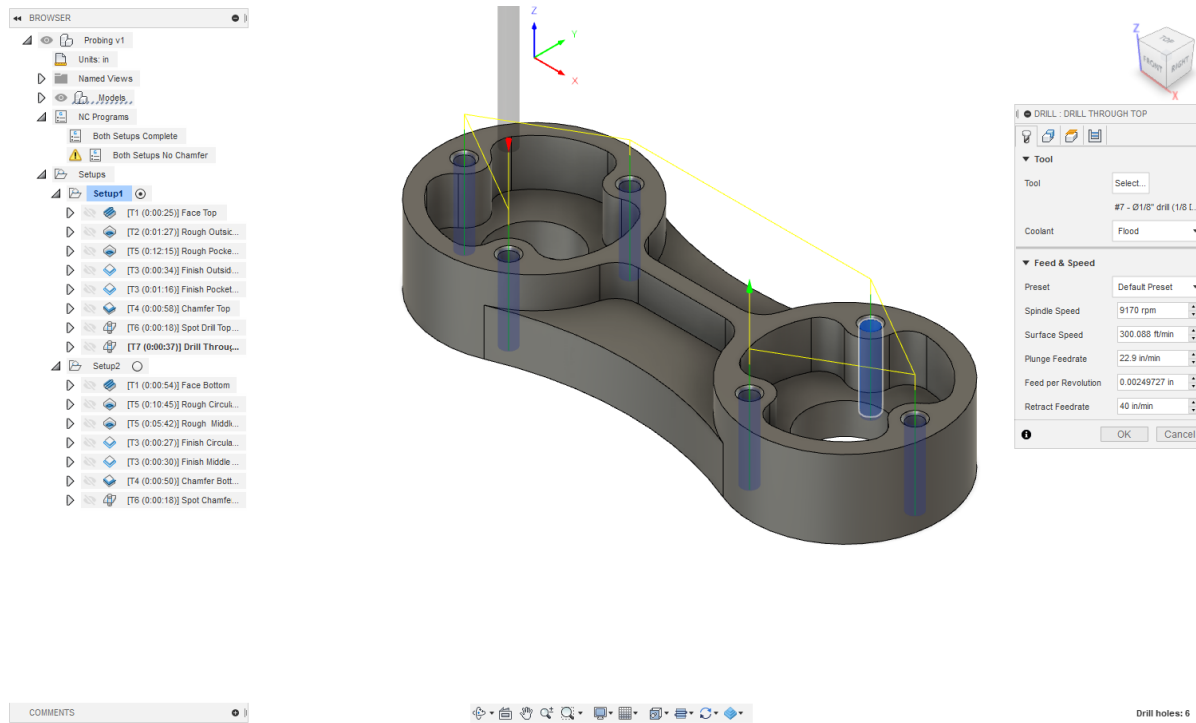 BROWSER
Probing v1
Units: in
Named Views
Models
NC Programs
Both Setups Complete
Both Setups No Chamfer
Setups
Setup1
[T1 (0:00:25)] Face Top
[T2 (0:01:27)] Rough Outsic...
[T5 (0:12:15)] Rough Pocke...
[T3 (0:00:34)] Finish Outsid...
[T3 (0:01:16)] Finish Pocket...
[T4 (0:00:58)] Chamfer Top
[T6 (0:00:18)] Spot Drill Top...
[T7 (0:00:37)] Drill Throug...
Setup2
[T1 (0:00:54)] Face Bottom
[T5 (0:10:45)] Rough Circul...
[T5 (0:05:42)] Rough Middl...
[T3 (0:00:27)] Finish Circula...
[T3 (0:00:30)] Finish Middle ...
[T4 (0:00:50)] Chamfer Bott...
[T6 (0:00:18)] Spot Chamfe...
COMMENTS
Z
Y
X
Z
TOP
FRONT
RIGHT
X
DRILL : DRILL THROUGH TOP
Tool
Tool Select...
#7 - Ø1/8" drill (1/8 I...
Coolant Flood
Feed & Speed
Preset Default Preset
Spindle Speed 9170 rpm
Surface Speed 300.088 ft/min
Plunge Feedrate 22.9 in/min
Feed per Revolution 0.00249727 in
Retract Feedrate 40 in/min
OK Cancel
Drill holes: 6